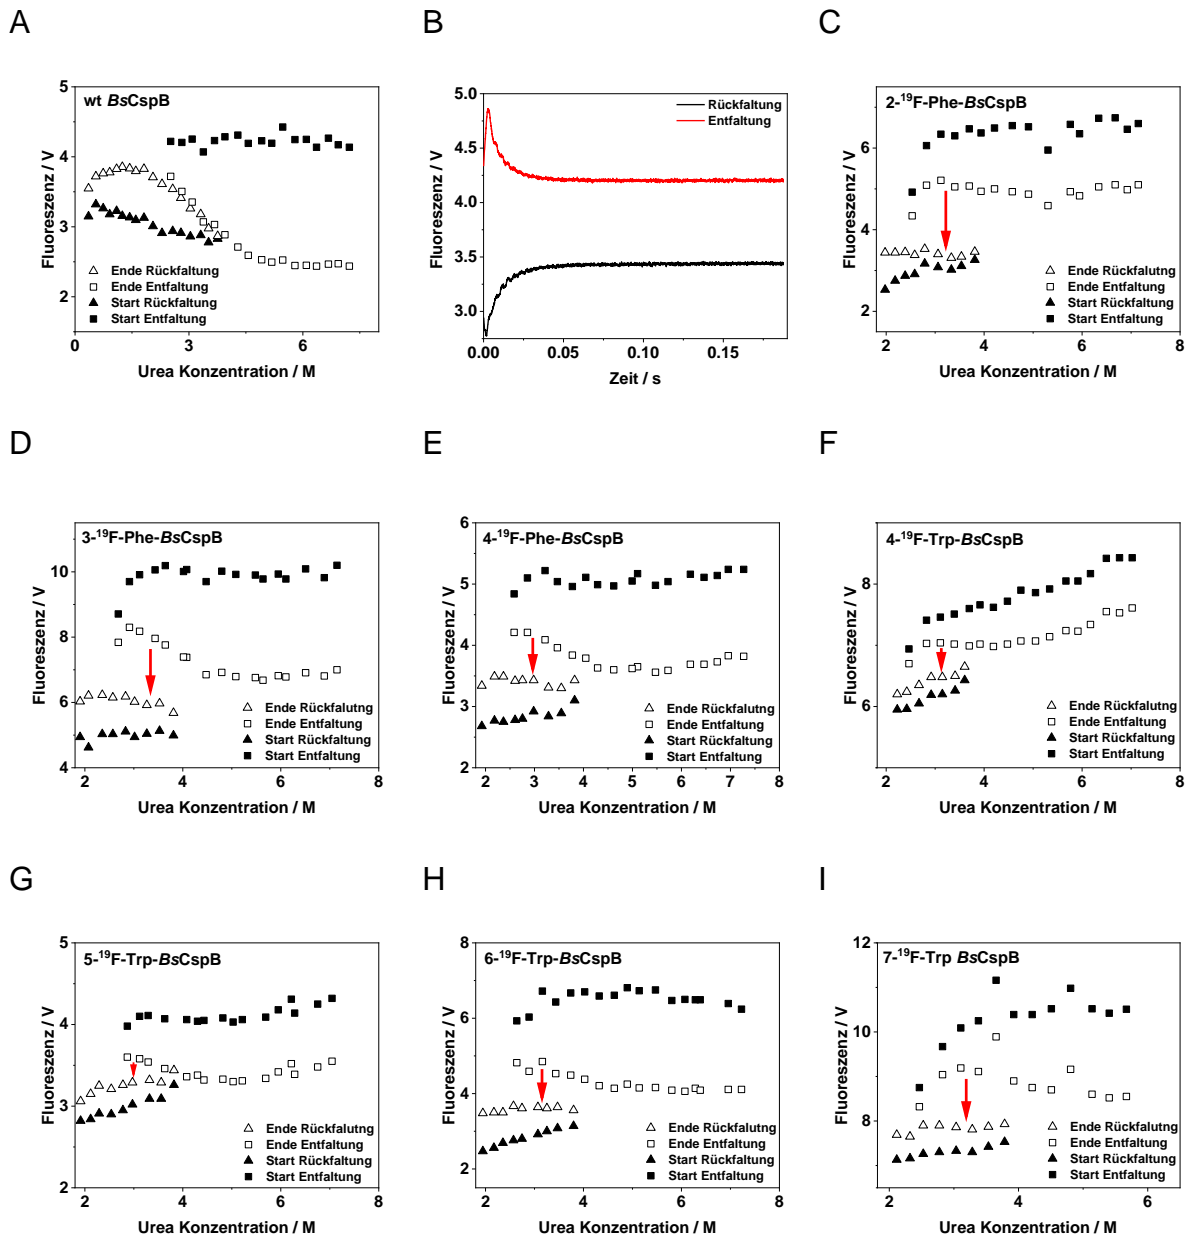 A
wt BsCspB
Fluoreszenz / V
5
4
3
2
0
3
6
Urea Konzentration / M
Ende Rückfaltung
Ende Entfaltung
Start Rückfaltung
Start Entfaltung
B
Fluoreszenz / V
5.0
4.5
4.0
3.5
3.0
0.00
0.05
0.10
0.15
Zeit / s
Rückfaltung
Entfaltung
C
2-¹⁹F-Phe-BsCspB
Fluoreszenz / V
6
4
2
2
4
6
8
Urea Konzentration / M
Ende Rückfalutng
Ende Entfaltung
Start Rückfaltung
Start Entfaltung
D
3-¹⁹F-Phe-BsCspB
Fluoreszenz / V
10
8
6
4
2
4
6
8
Urea Konzentration / M
Ende Rückfalutng
Ende Entfaltung
Start Rückfaltung
Start Entfaltung
E
4-¹⁹F-Phe-BsCspB
Fluoreszenz / V
6
5
4
3
2
2
3
4
5
6
7
8
Urea Konzentration / M
Ende Rückfalutng
Ende Entfaltung
Start Rückfaltung
Start Entfaltung
F
4-¹⁹F-Trp-BsCspB
Fluoreszenz / V
8
6
2
4
6
8
Urea Konzentration / M
Ende Rückfalutng
Ende Entfaltung
Start Rückfaltung
Start Entfaltung
G
5-¹⁹F-Trp-BsCspB
Fluoreszenz / V
5
4
3
2
2
4
6
8
Urea Konzentration / M
Ende Rückfalutng
Ende Entfaltung
Start Rückfaltung
Start Entfaltung
H
6-¹⁹F-Trp-BsCspB
Fluoreszenz / V
8
6
4
2
2
4
6
8
Urea Konzentration / M
Ende Rückfalutng
Ende Entfaltung
Start Rückfaltung
Start Entfaltung
I
7-¹⁹F-Trp BsCspB
Fluoreszenz / V
12
10
8
2
4
6
Urea Konzentration / M
Ende Rückfalutng
Ende Entfaltung
Start Rückfaltung
Start Entfaltung